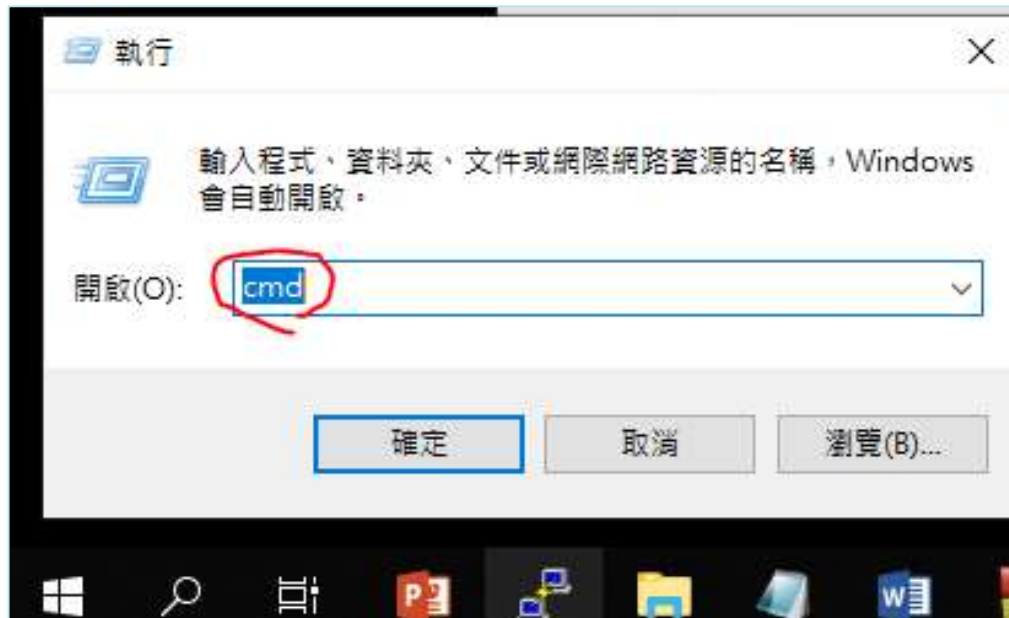 執行
輸入程式、資料夾、文件或網際網路資源的名稱，Windows
會自動開啟。
開啟(O):
cmd
確定
取消
瀏覽(B)...
P
W